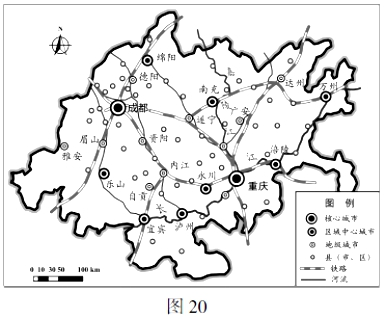 绵阳
德阳
成都
南充
达州
万州
遂宁
广安
眉山
资阳
雅安
内江
涪陵
乐山
自贡
永川
重庆
宜宾
泸州
长
江
图 例
核心城市
区域中心城市
地级城市
县(市、区)
铁路
河流
0 10 30 50 100 km
图 20